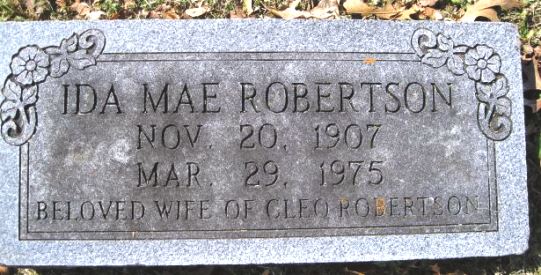 IDA MAE ROBERTSON
NOV. 20, 1907
MAR. 29, 1975
BELOVED WIFE OF CLEO ROBERTSON